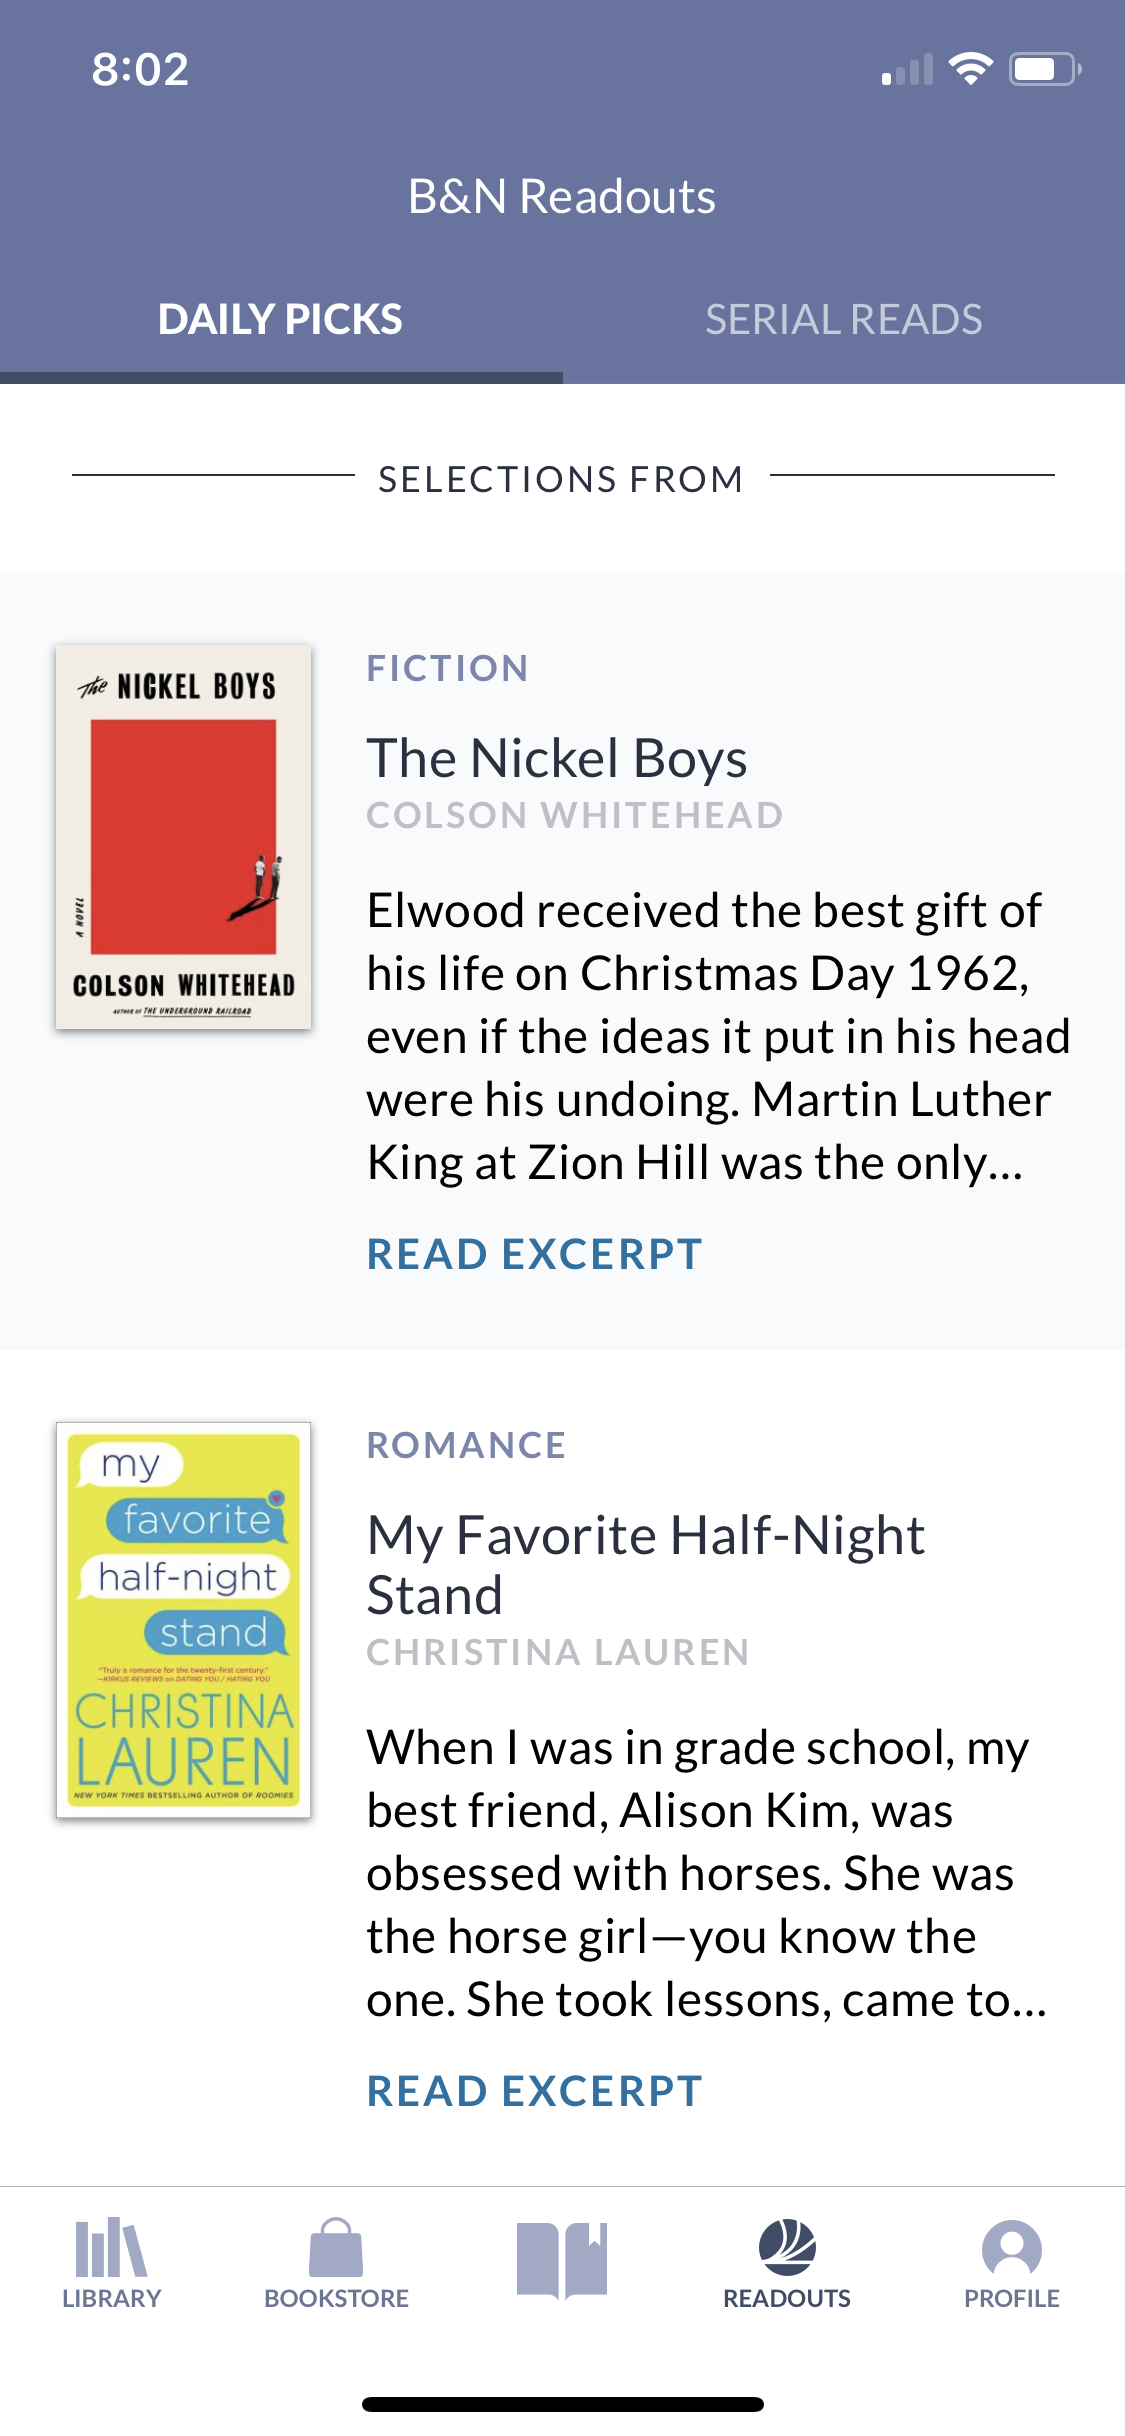 8:02
B&N Readouts
DAILY PICKS
SERIAL READS
SELECTIONS FROM
The NICKEL BOYS
A NOVEL
COLSON WHITEHEAD
AUTHOR OF THE UNDERGROUND RAILROAD
FICTION
The Nickel Boys
COLSON WHITEHEAD
Elwood received the best gift of
his life on Christmas Day 1962,
even if the ideas it put in his head
were his undoing. Martin Luther
King at Zion Hill was the only...
READ EXCERPT
my
favorite
half-night
stand
"Truly a romance for the twenty-first century."
—KIRKUS REVIEWS on DATING YOU / HATING YOU
CHRISTINA
LAUREN
NEW YORK TIMES BESTSELLING AUTHOR OF ROOMIES
ROMANCE
My Favorite Half-Night
Stand
CHRISTINA LAUREN
When I was in grade school, my
best friend, Alison Kim, was
obsessed with horses. She was
the horse girl—you know the
one. She took lessons, came to...
READ EXCERPT
LIBRARY
BOOKSTORE
READOUTS
PROFILE